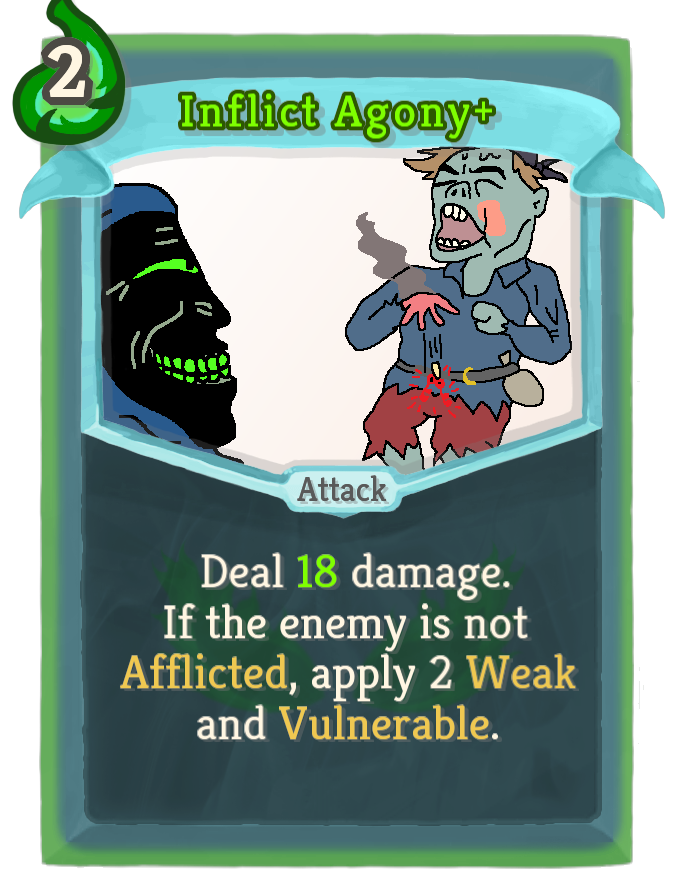 2
Inflict Agony+
Attack
Deal 18 damage.
If the enemy is not
Afflicted, apply 2 Weak
and Vulnerable.